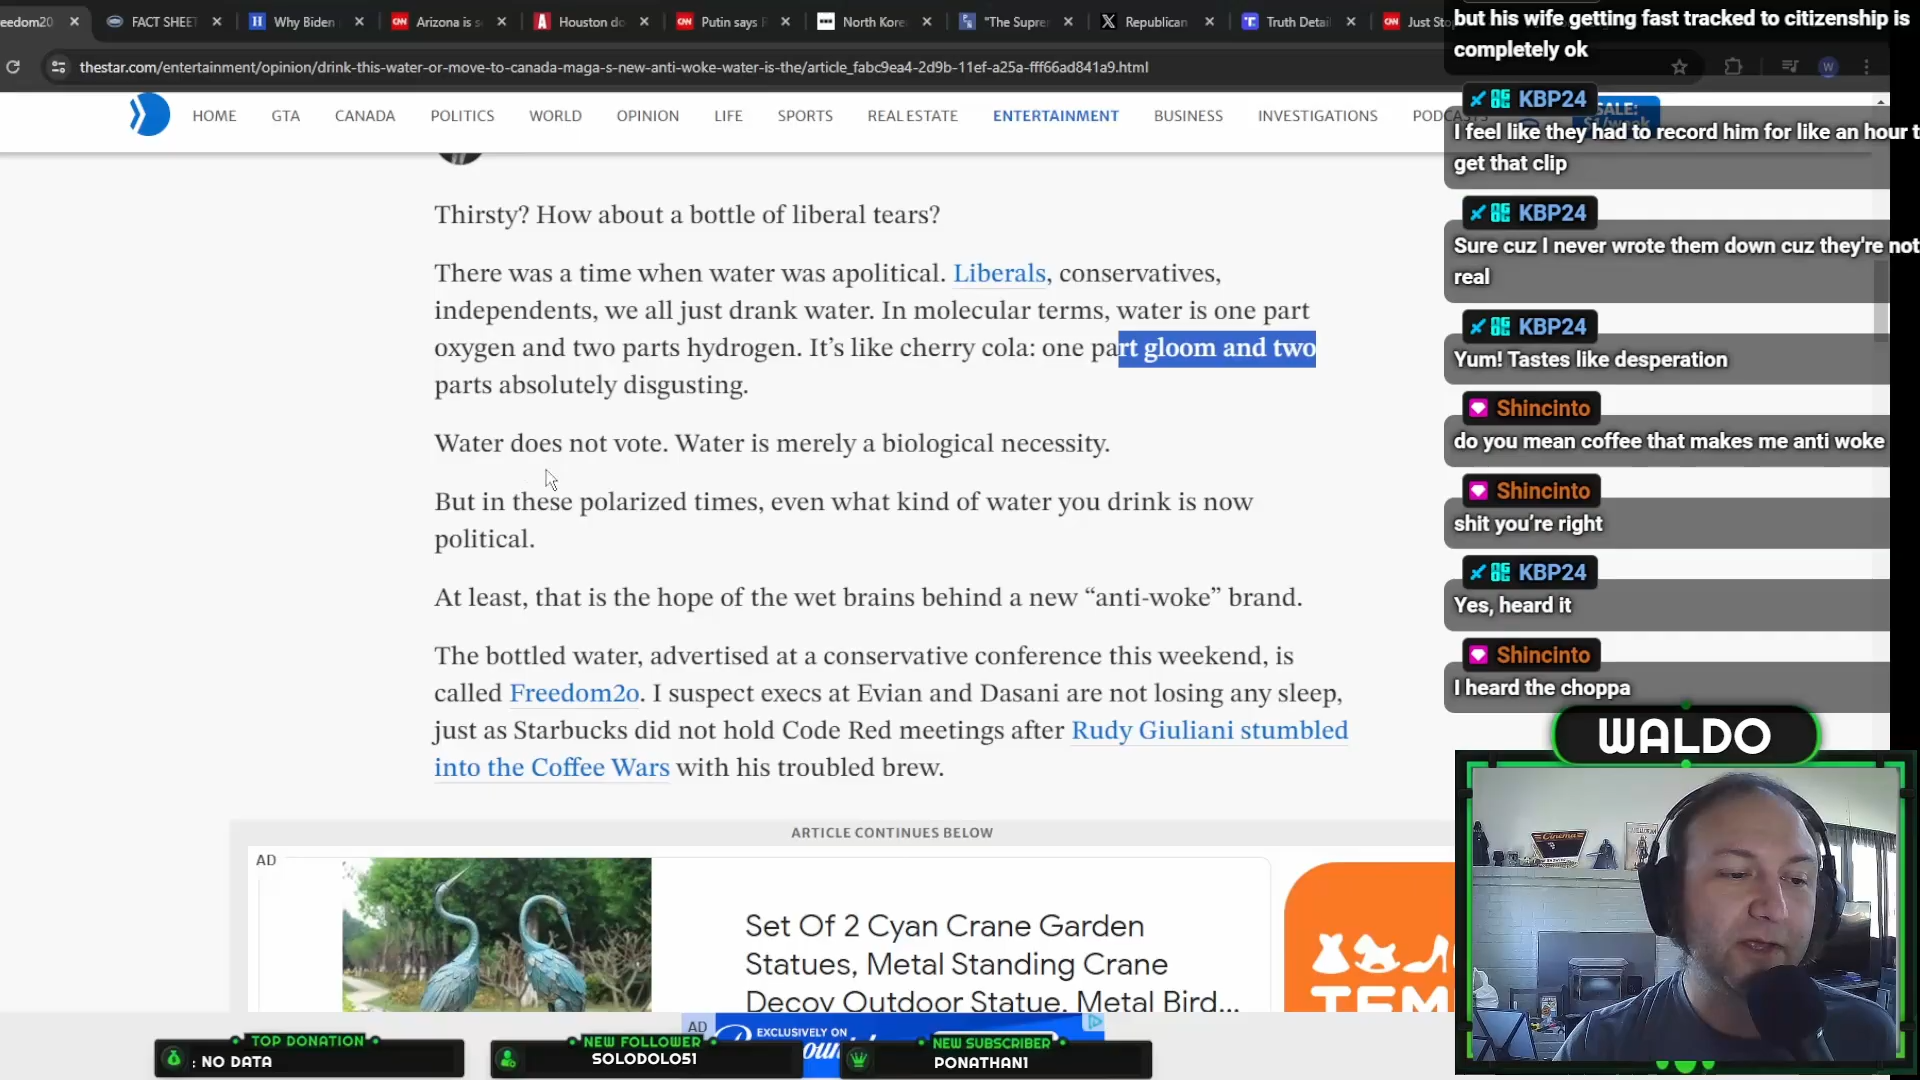 reedom20
FACT SHEET
Why Biden
Arizona is s
Houston do
Putin says
North Kore
"The Supre
Republican
Truth Detai
Just Sto
thestar.com/entertainment/opinion/drink-this-water-or-move-to-canada-maga-s-new-anti-woke-water-is-the/article_fabc9ea4-2d9b-11ef-a25a-fff66ad841a9.html
W
HOME
GTA
CANADA
POLITICS
WORLD
OPINION
LIFE
SPORTS
REAL ESTATE
ENTERTAINMENT
BUSINESS
INVESTIGATIONS
PODCASTS
SALE:
$1/week
Thirsty? How about a bottle of liberal tears?
There was a time when water was apolitical. Liberals, conservatives,
independents, we all just drank water. In molecular terms, water is one part
oxygen and two parts hydrogen. It’s like cherry cola: one part gloom and two
parts absolutely disgusting.
Water does not vote. Water is merely a biological necessity.
But in these polarized times, even what kind of water you drink is now
political.
At least, that is the hope of the wet brains behind a new “anti-woke” brand.
The bottled water, advertised at a conservative conference this weekend, is
called Freedom2o. I suspect execs at Evian and Dasani are not losing any sleep,
just as Starbucks did not hold Code Red meetings after Rudy Giuliani stumbled
into the Coffee Wars with his troubled brew.
ARTICLE CONTINUES BELOW
AD
Set Of 2 Cyan Crane Garden
Statues, Metal Standing Crane
Decoy Outdoor Statue, Metal Bird...
TEM
AD
EXCLUSIVELY ON
TOP DONATION
: NO DATA
NEW FOLLOWER
SOLODOLO51
NEW SUBSCRIBER
PONATHAN1
but his wife getting fast tracked to citizenship is
completely ok
KBP24
I feel like they had to record him for like an hour t
get that clip
KBP24
Sure cuz I never wrote them down cuz they're not
real
KBP24
Yum! Tastes like desperation
Shincinto
do you mean coffee that makes me anti woke
Shincinto
shit you’re right
KBP24
Yes, heard it
Shincinto
I heard the choppa
WALDO
Cinema